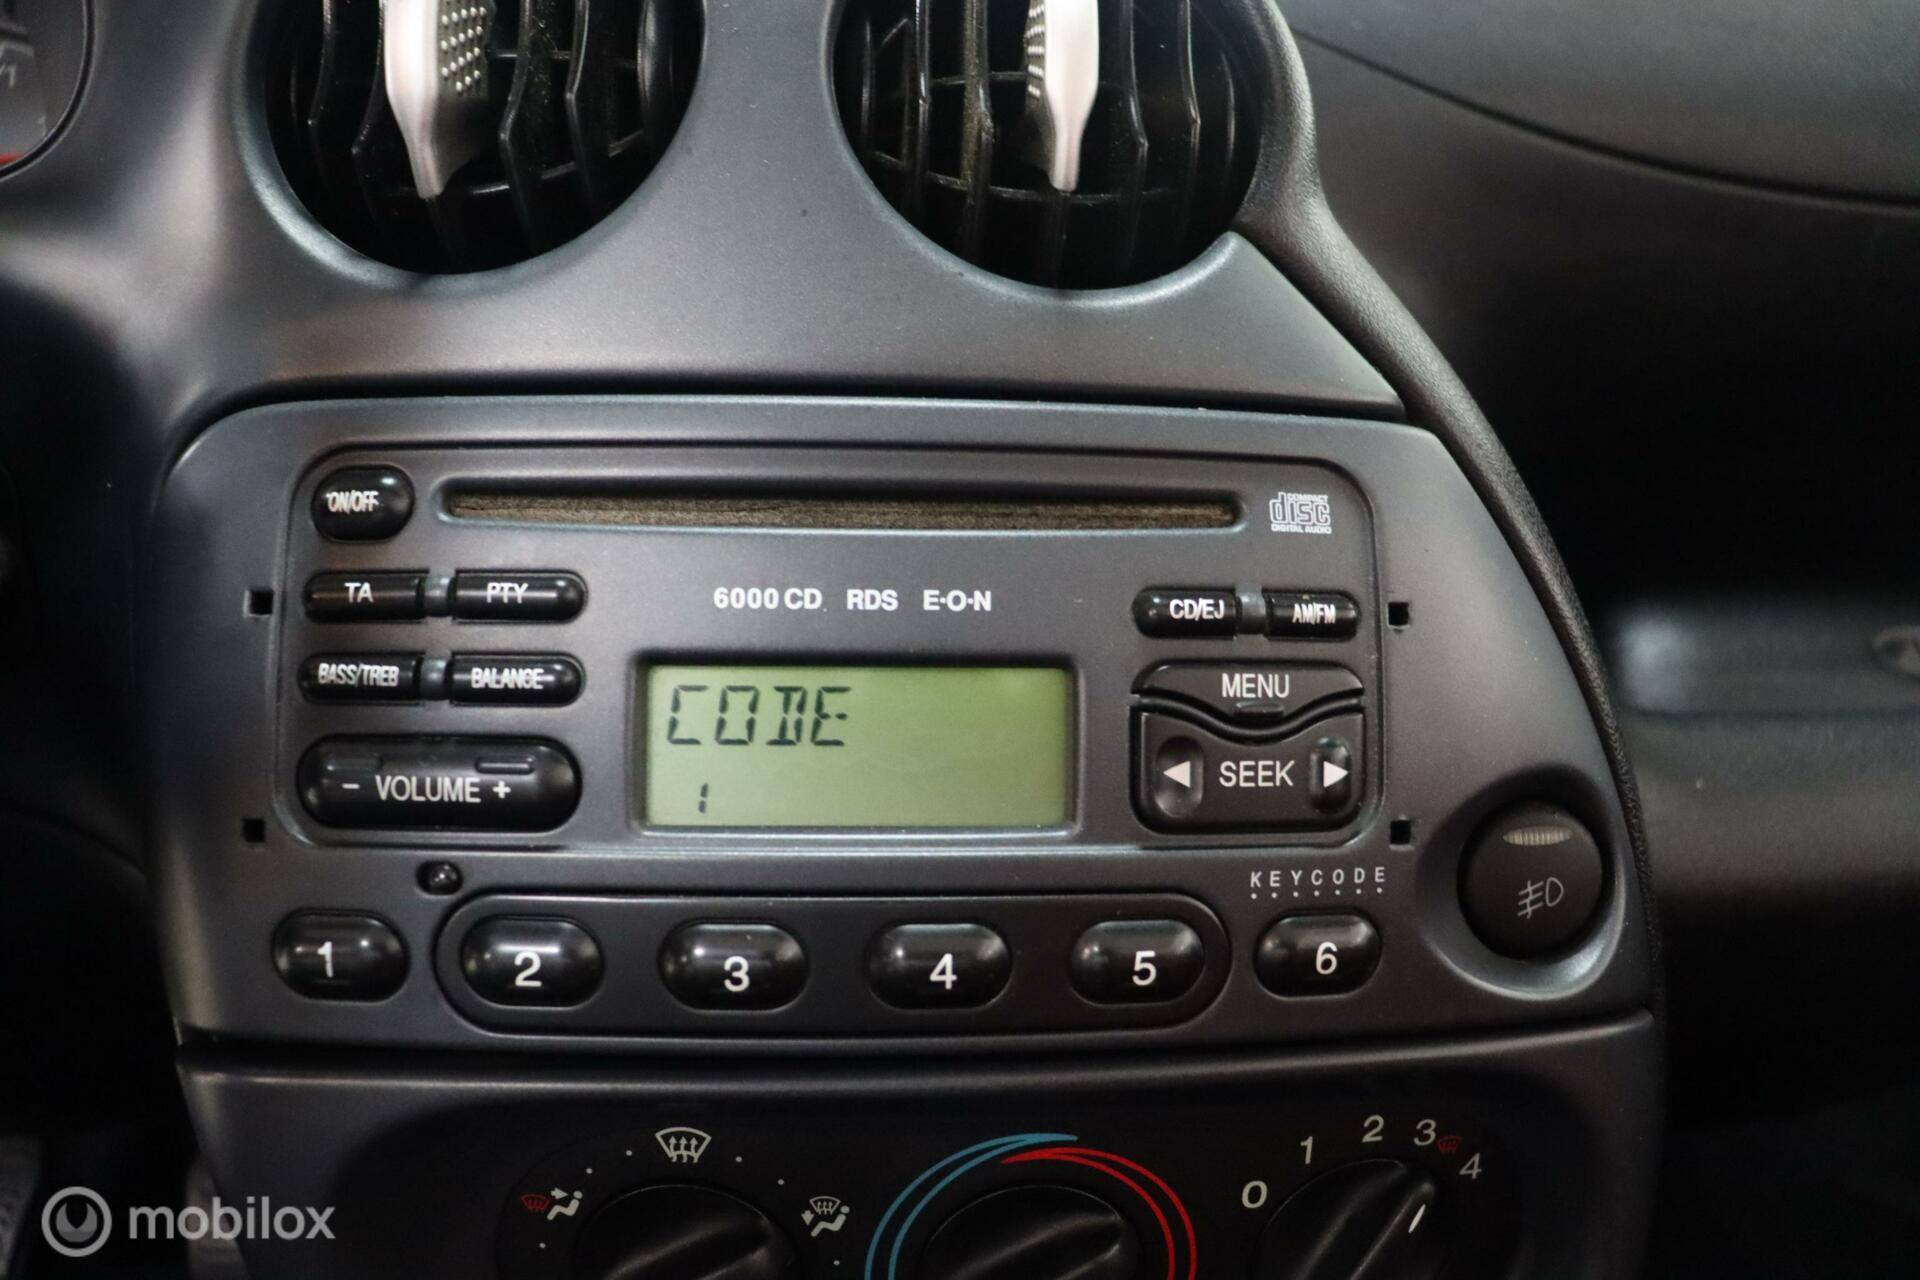 ON/OFF
COMPACT
disc
DIGITAL AUDIO
TA PTY
6000 CD RDS E·O·N
CD/EJ AM/FM
BASS/TREB BALANCE
MENU
CODE
1
- VOLUME +
◄ SEEK ►
KEYCODE
1 2 3 4 5 6
0 1 2 3 4
mobilox